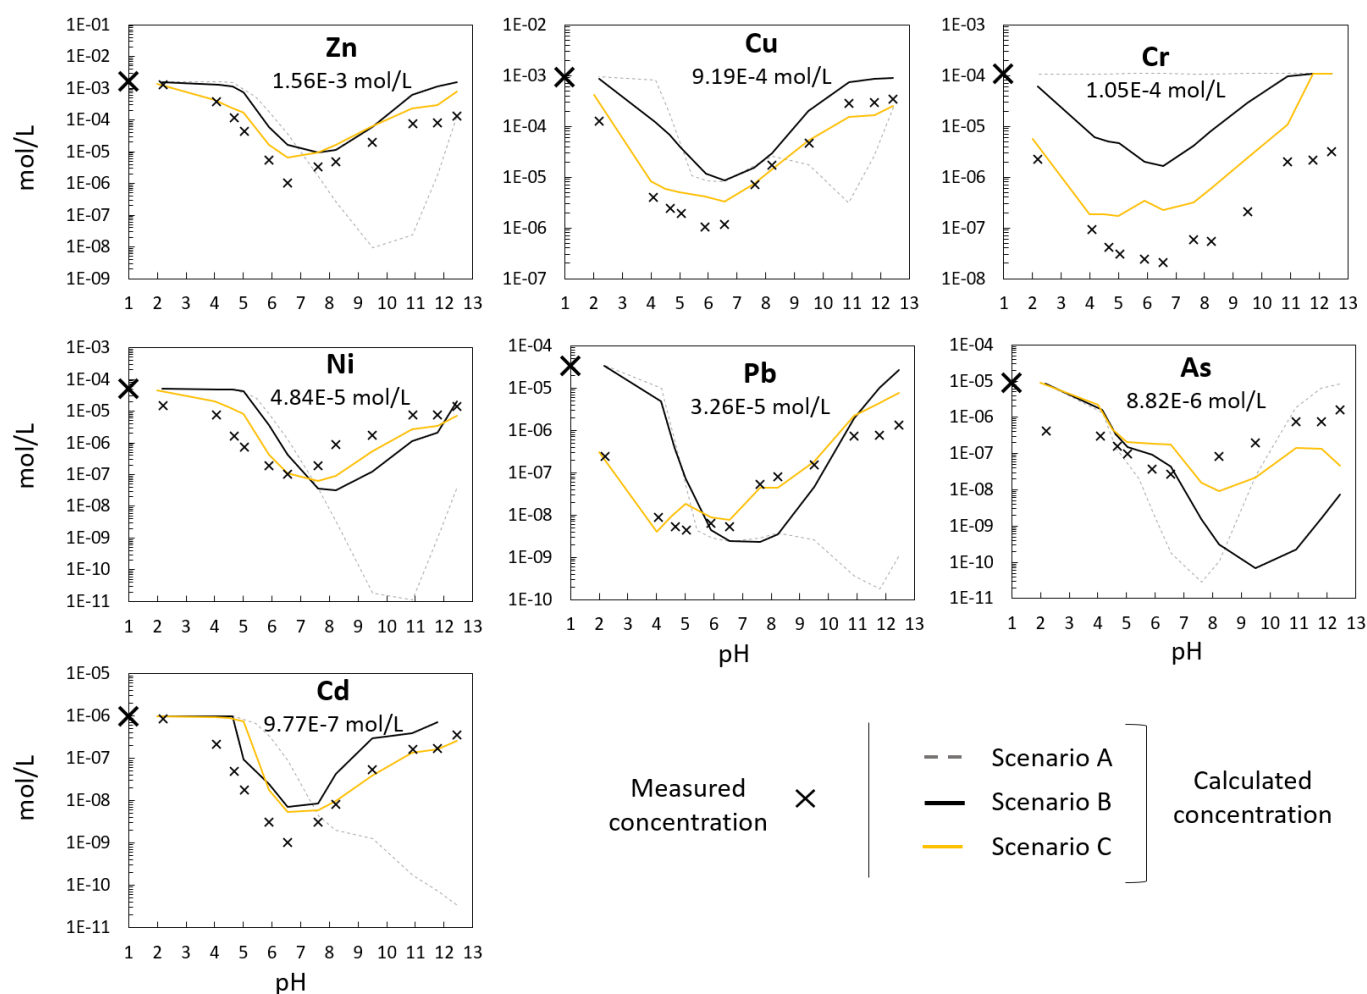 Zn
1.56E-3 mol/L
mol/L
1E-01
1E-02
1E-03
1E-04
1E-05
1E-06
1E-07
1E-08
1E-09
1 2 3 4 5 6 7 8 9 10 11 12 13
Cu
9.19E-4 mol/L
1E-02
1E-03
1E-04
1E-05
1E-06
1E-07
1 2 3 4 5 6 7 8 9 10 11 12 13
Cr
1.05E-4 mol/L
1E-03
1E-04
1E-05
1E-06
1E-07
1E-08
1 2 3 4 5 6 7 8 9 10 11 12 13
Ni
4.84E-5 mol/L
mol/L
1E-03
1E-04
1E-05
1E-06
1E-07
1E-08
1E-09
1E-10
1E-11
1 2 3 4 5 6 7 8 9 10 11 12 13
Pb
3.26E-5 mol/L
1E-04
1E-05
1E-06
1E-07
1E-08
1E-09
1E-10
1 2 3 4 5 6 7 8 9 10 11 12 13
pH
As
8.82E-6 mol/L
1E-04
1E-05
1E-06
1E-07
1E-08
1E-09
1E-10
1E-11
1 2 3 4 5 6 7 8 9 10 11 12 13
pH
Cd
9.77E-7 mol/L
mol/L
1E-05
1E-06
1E-07
1E-08
1E-09
1E-10
1E-11
1 2 3 4 5 6 7 8 9 10 11 12 13
pH
Measured
concentration
Scenario A
Scenario B
Scenario C
Calculated
concentration